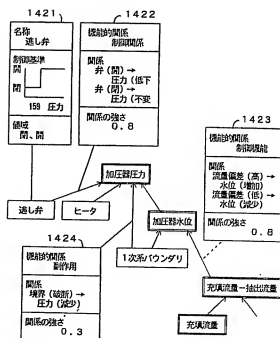 1421
名称
逃し弁
制御基準
開
閉
159 圧力
領域
閉、開
1422
機能的関係
制御関係
関係
弁(開)→
圧力(低下
弁(閉)→
圧力(不変
関係の強さ
0.8
1423
機能的関係
制御機能
関係
流量偏差(高)→
水位(増加)
流量偏差(低)→
水位(減少)
関係の強さ
0.8
加圧器圧力
逃し弁
ヒータ
加圧器水位
1424
機能的関係
副作用
関係
境界(破断)→
圧力(減少)
関係の強さ
0.3
1次系バウンダリ
充填流量-抽出流量
充填流量